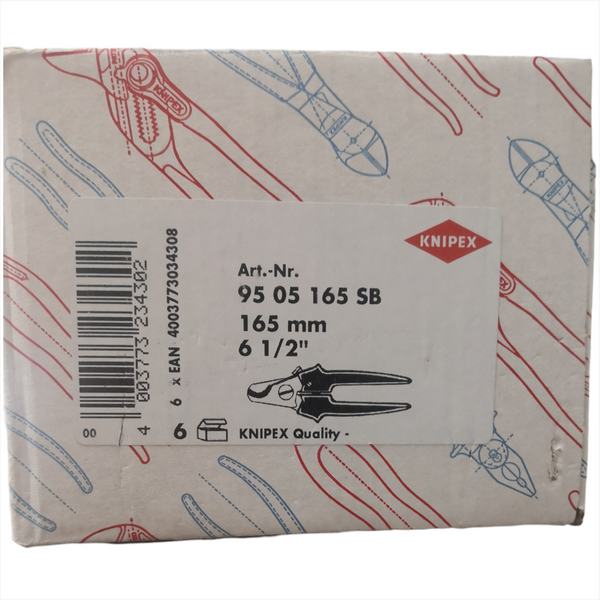 KNIPEX
KNIPEX
Art.-Nr.
95 05 165 SB
165 mm
6 1/2"
6 x EAN 4003773034308
4 003773 234302
00
6
KNIPEX Quality -